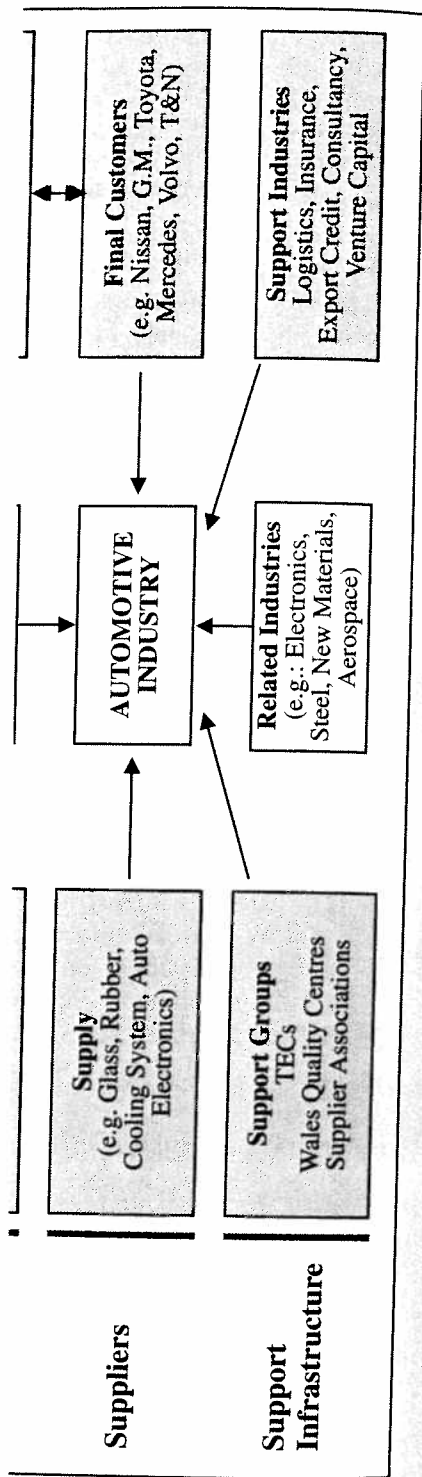 Suppliers
Supply
(e.g. Glass, Rubber,
Cooling System, Auto
Electronics)
AUTOMOTIVE
INDUSTRY
Final Customers
(e.g. Nissan, G.M., Toyota,
Mercedes, Volvo, T&N)
Support
Infrastructure
Support Groups
TECs
Wales Quality Centres
Supplier Associations
Related Industries
(e.g.: Electronics,
Steel, New Materials,
Aerospace)
Support Industries
Logistics, Insurance,
Export Credit, Consultancy,
Venture Capital